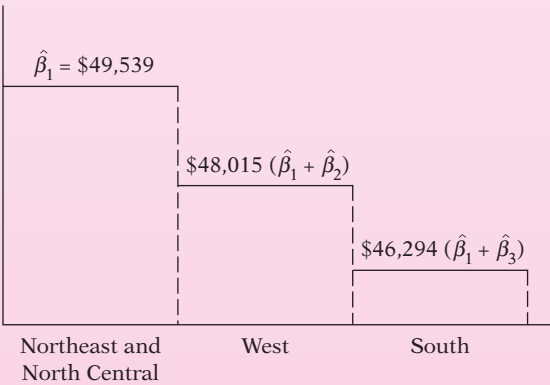 β̂₁ = $49,539
$48,015 (β̂₁ + β̂₂)
$46,294 (β̂₁ + β̂₃)
Northeast and
North Central
West
South